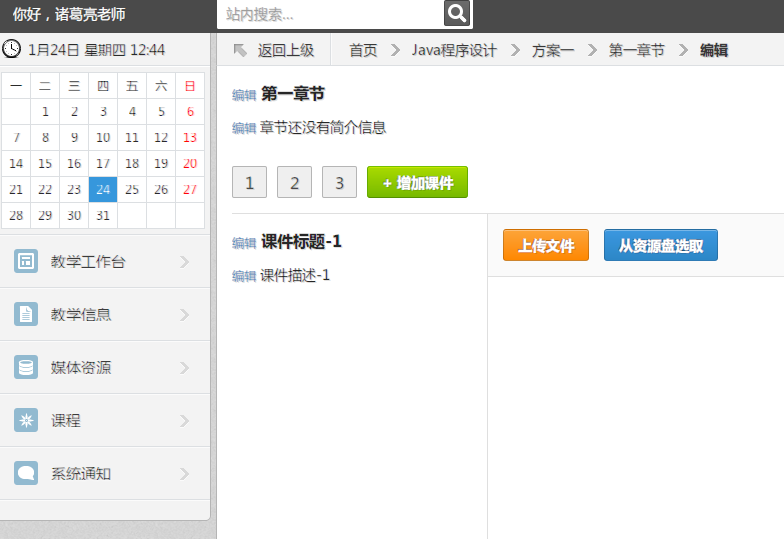 你好，诸葛亮老师
站内搜索...
1月24日 星期四 12:44
一 二 三 四 五 六 日
1 2 3 4 5 6
7 8 9 10 11 12 13
14 15 16 17 18 19 20
21 22 23 24 25 26 27
28 29 30 31
教学工作台
教学信息
媒体资源
课程
系统通知
返回上级 首页 Java程序设计 方案一 第一章节 编辑
编辑 第一章节
编辑 章节还没有简介信息
1 2 3 + 增加课件
编辑 课件标题-1
编辑 课件描述-1
上传文件 从资源盘选取